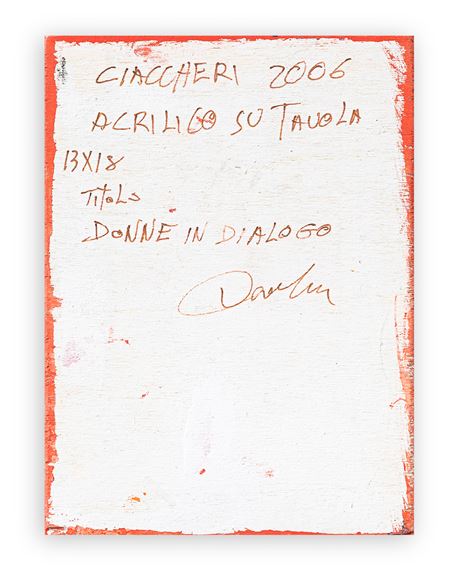 CIACCHERI 2006
ACRILICO SU TAVOLA
13X18
TITOLO
DONNE IN DIALOGO